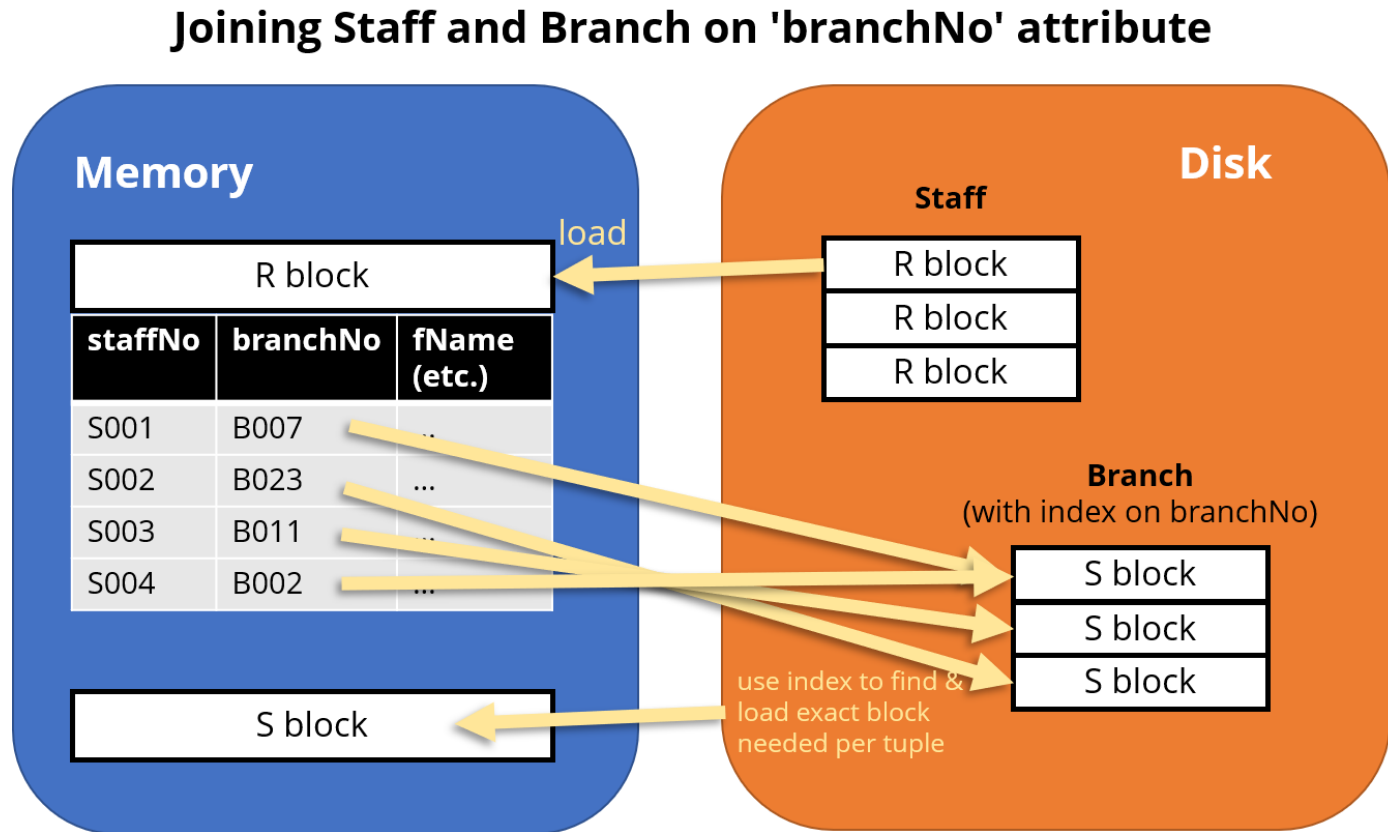 Joining Staff and Branch on 'branchNo' attribute
Memory
Disk
load
Staff
R block
R block
R block
R block
staffNo branchNo fName
(etc.)
S001 B007 ...
S002 B023 ...
S003 B011 ...
S004 B002 ...
Branch
(with index on branchNo)
S block
S block
S block
use index to find &
load exact block
needed per tuple
S block